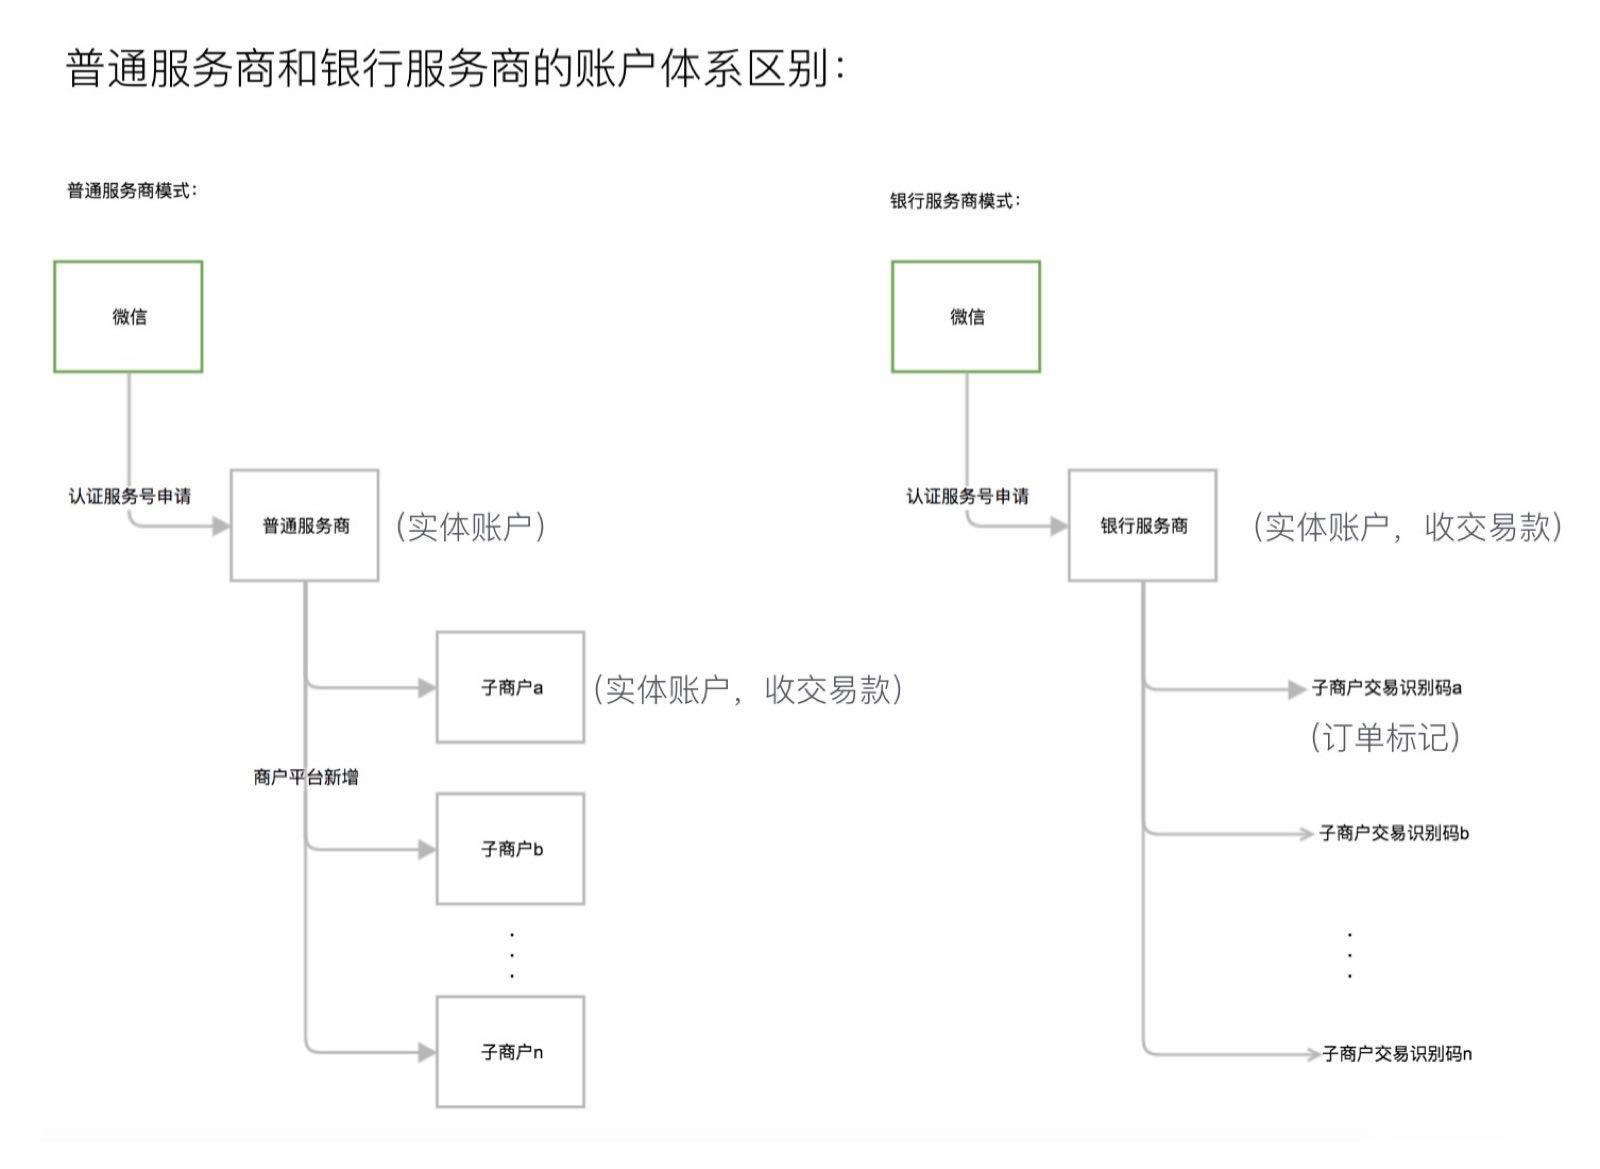 普通服务商和银行服务商的账户体系区别：
普通服务商模式：
微信
认证服务号申请
普通服务商
（实体账户）
子商户a
（实体账户，收交易款）
商户平台新增
子商户b
子商户n
银行服务商模式：
微信
认证服务号申请
银行服务商
（实体账户，收交易款）
子商户交易识别码a
（订单标记）
子商户交易识别码b
子商户交易识别码n